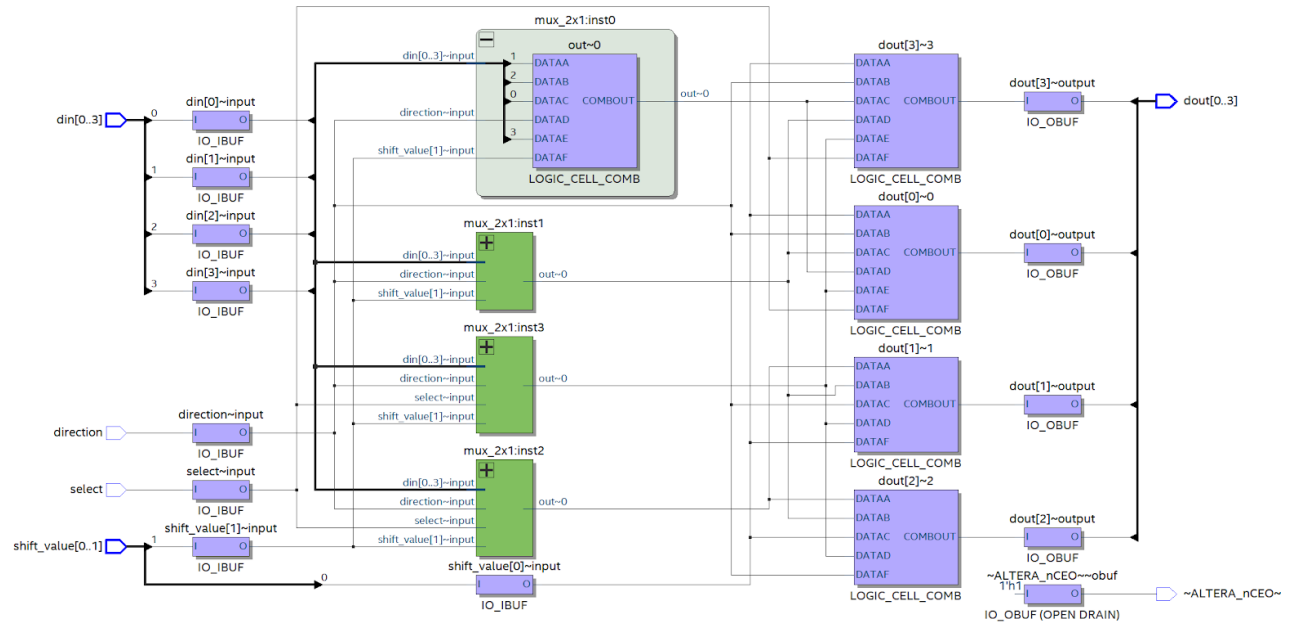 mux_2x1:inst0
out~0
dout[3]~3
din[0..3]~input
1
DATAA
2
DATAB
0
DATAC
COMBOUT
out~0
direction~input
DATAD
3
DATAE
shift_value[1]~input
DATAF
LOGIC_CELL_COMB
DATAA
DATAB
DATAC
COMBOUT
DATAD
DATAE
DATAF
LOGIC_CELL_COMB
dout[3]~output
I
O
IO_OBUF
dout[0..3]
din[0..3]
0
din[0]~input
I
O
IO_IBUF
1
din[1]~input
I
O
IO_IBUF
2
din[2]~input
I
O
IO_IBUF
3
din[3]~input
I
O
IO_IBUF
mux_2x1:inst1
din[0..3]~input
direction~input
out~0
shift_value[1]~input
dout[0]~0
DATAA
DATAB
DATAC
COMBOUT
DATAD
DATAE
DATAF
LOGIC_CELL_COMB
dout[0]~output
I
O
IO_OBUF
mux_2x1:inst3
din[0..3]~input
direction~input
out~0
select~input
shift_value[1]~input
dout[1]~1
DATAA
DATAB
DATAC
COMBOUT
DATAD
DATAF
LOGIC_CELL_COMB
dout[1]~output
I
O
IO_OBUF
direction
direction~input
I
O
IO_IBUF
select
select~input
I
O
IO_IBUF
shift_value[0..1]
1
shift_value[1]~input
I
O
IO_IBUF
mux_2x1:inst2
din[0..3]~input
direction~input
out~0
select~input
shift_value[1]~input
0
shift_value[0]~input
I
O
IO_IBUF
dout[2]~2
DATAA
DATAB
DATAC
COMBOUT
DATAD
DATAF
LOGIC_CELL_COMB
dout[2]~output
I
O
IO_OBUF
~ALTERA_nCEO~~obuf
1'h1
I
O
IO_OBUF (OPEN DRAIN)
~ALTERA_nCEO~